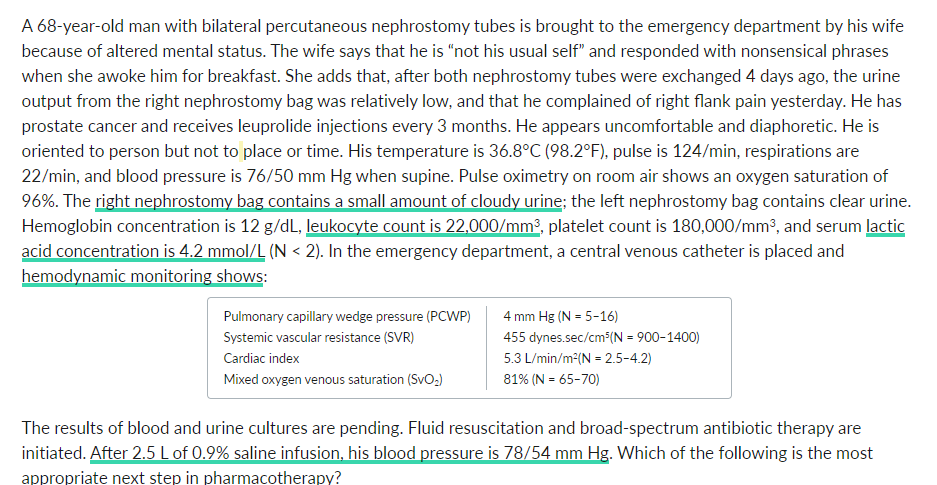 A 68-year-old man with bilateral percutaneous nephrostomy tubes is brought to the emergency department by his wife
because of altered mental status. The wife says that he is “not his usual self” and responded with nonsensical phrases
when she awoke him for breakfast. She adds that, after both nephrostomy tubes were exchanged 4 days ago, the urine
output from the right nephrostomy bag was relatively low, and that he complained of right flank pain yesterday. He has
prostate cancer and receives leuprolide injections every 3 months. He appears uncomfortable and diaphoretic. He is
oriented to person but not to place or time. His temperature is 36.8°C (98.2°F), pulse is 124/min, respirations are
22/min, and blood pressure is 76/50 mm Hg when supine. Pulse oximetry on room air shows an oxygen saturation of
96%. The right nephrostomy bag contains a small amount of cloudy urine; the left nephrostomy bag contains clear urine.
Hemoglobin concentration is 12 g/dL, leukocyte count is 22,000/mm³, platelet count is 180,000/mm³, and serum lactic
acid concentration is 4.2 mmol/L (N < 2). In the emergency department, a central venous catheter is placed and
hemodynamic monitoring shows:
Pulmonary capillary wedge pressure (PCWP) 4 mm Hg (N = 5–16)
Systemic vascular resistance (SVR) 455 dynes.sec/cm⁵(N = 900–1400)
Cardiac index 5.3 L/min/m²(N = 2.5–4.2)
Mixed oxygen venous saturation (SvO₂) 81% (N = 65–70)
The results of blood and urine cultures are pending. Fluid resuscitation and broad-spectrum antibiotic therapy are
initiated. After 2.5 L of 0.9% saline infusion, his blood pressure is 78/54 mm Hg. Which of the following is the most
appropriate next step in pharmacotherapy?